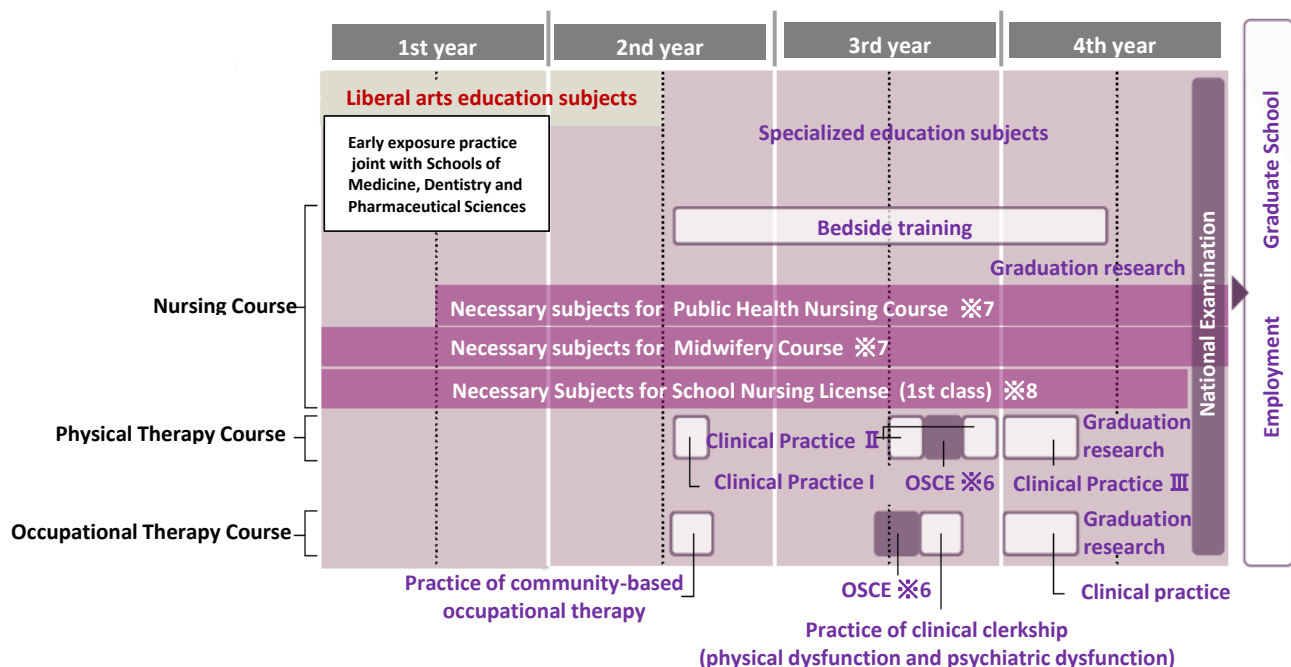 1st year
2nd year
3rd year
4th year
Liberal arts education subjects
Early exposure practice
joint with Schools of
Medicine, Dentistry and
Pharmaceutical Sciences
Specialized education subjects
Bedside training
Graduation research
Nursing Course
Necessary subjects for Public Health Nursing Course ※7
Necessary subjects for Midwifery Course ※7
Necessary Subjects for School Nursing License (1st class) ※8
Physical Therapy Course
Clinical Practice Ⅱ
Graduation
research
Clinical Practice I
OSCE ※6
Clinical Practice Ⅲ
Occupational Therapy Course
Graduation
research
Practice of community-based
occupational therapy
OSCE ※6
Clinical practice
Practice of clinical clerkship
(physical dysfunction and psychiatric dysfunction)
National Examination
Graduate School
Employment